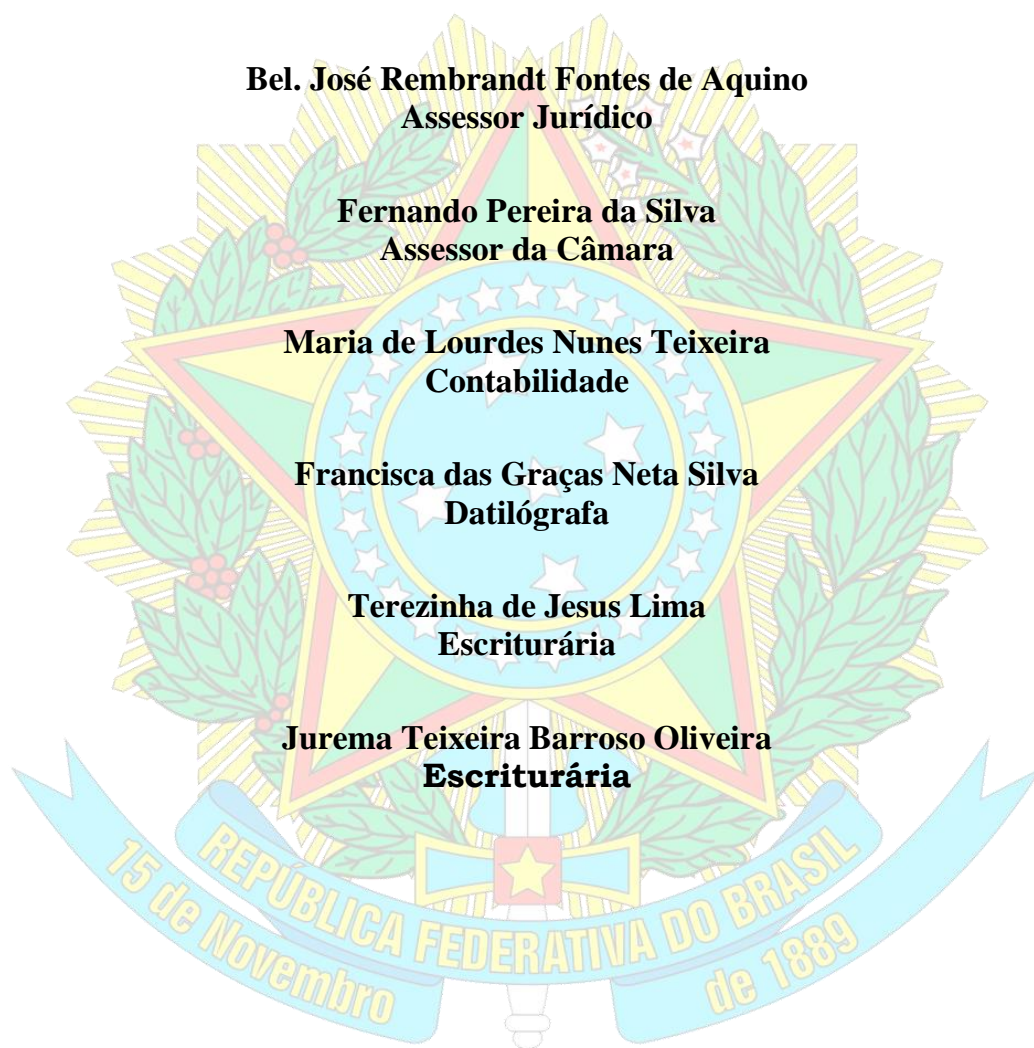 Bel. José Rembrandt Fontes de Aquino
Assessor Jurídico
Fernando Pereira da Silva
Assessor da Câmara
Maria de Lourdes Nunes Teixeira
Contabilidade
Francisca das Graças Neta Silva
Datilógrafa
Terezinha de Jesus Lima
Escriturária
Jurema Teixeira Barroso Oliveira
Escriturária
REPÚBLICA FEDERATIVA DO BRASIL
15 de Novembro
de 1889